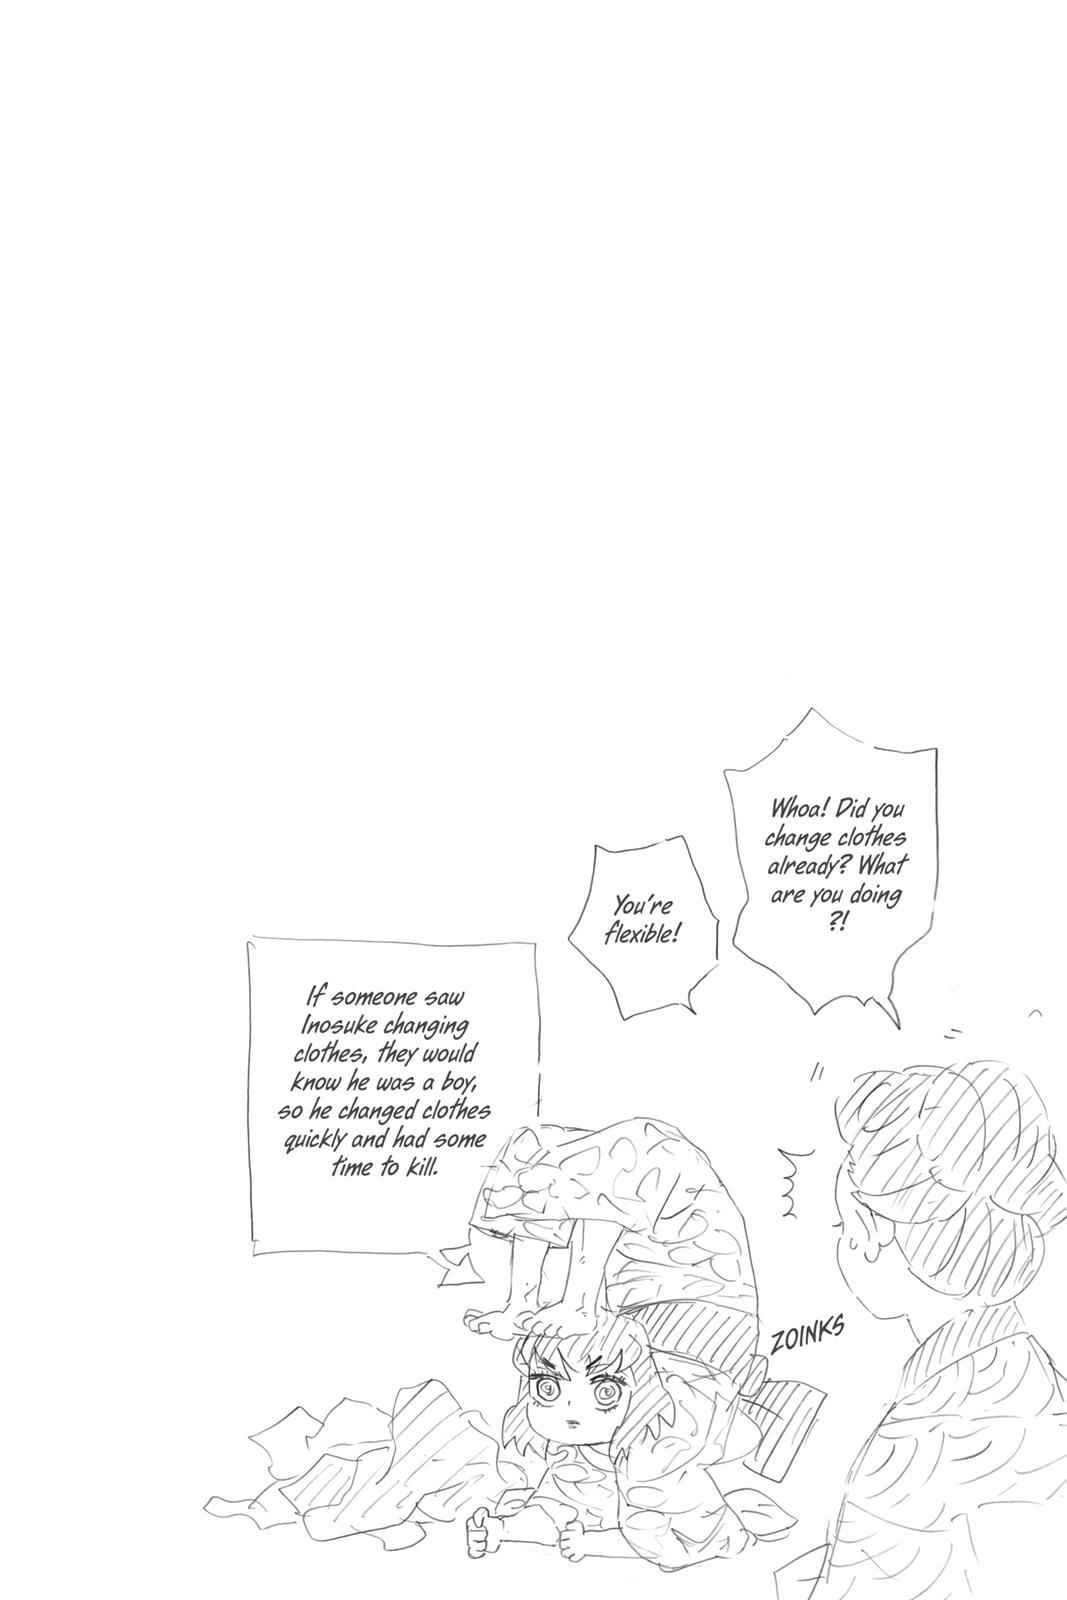 Whoa! Did you
change clothes
already? What
are you doing
?!
You're
flexible!
If someone saw
Inosuke changing
clothes, they would
know he was a boy,
so he changed clothes
quickly and had some
time to kill.
ZOINKS